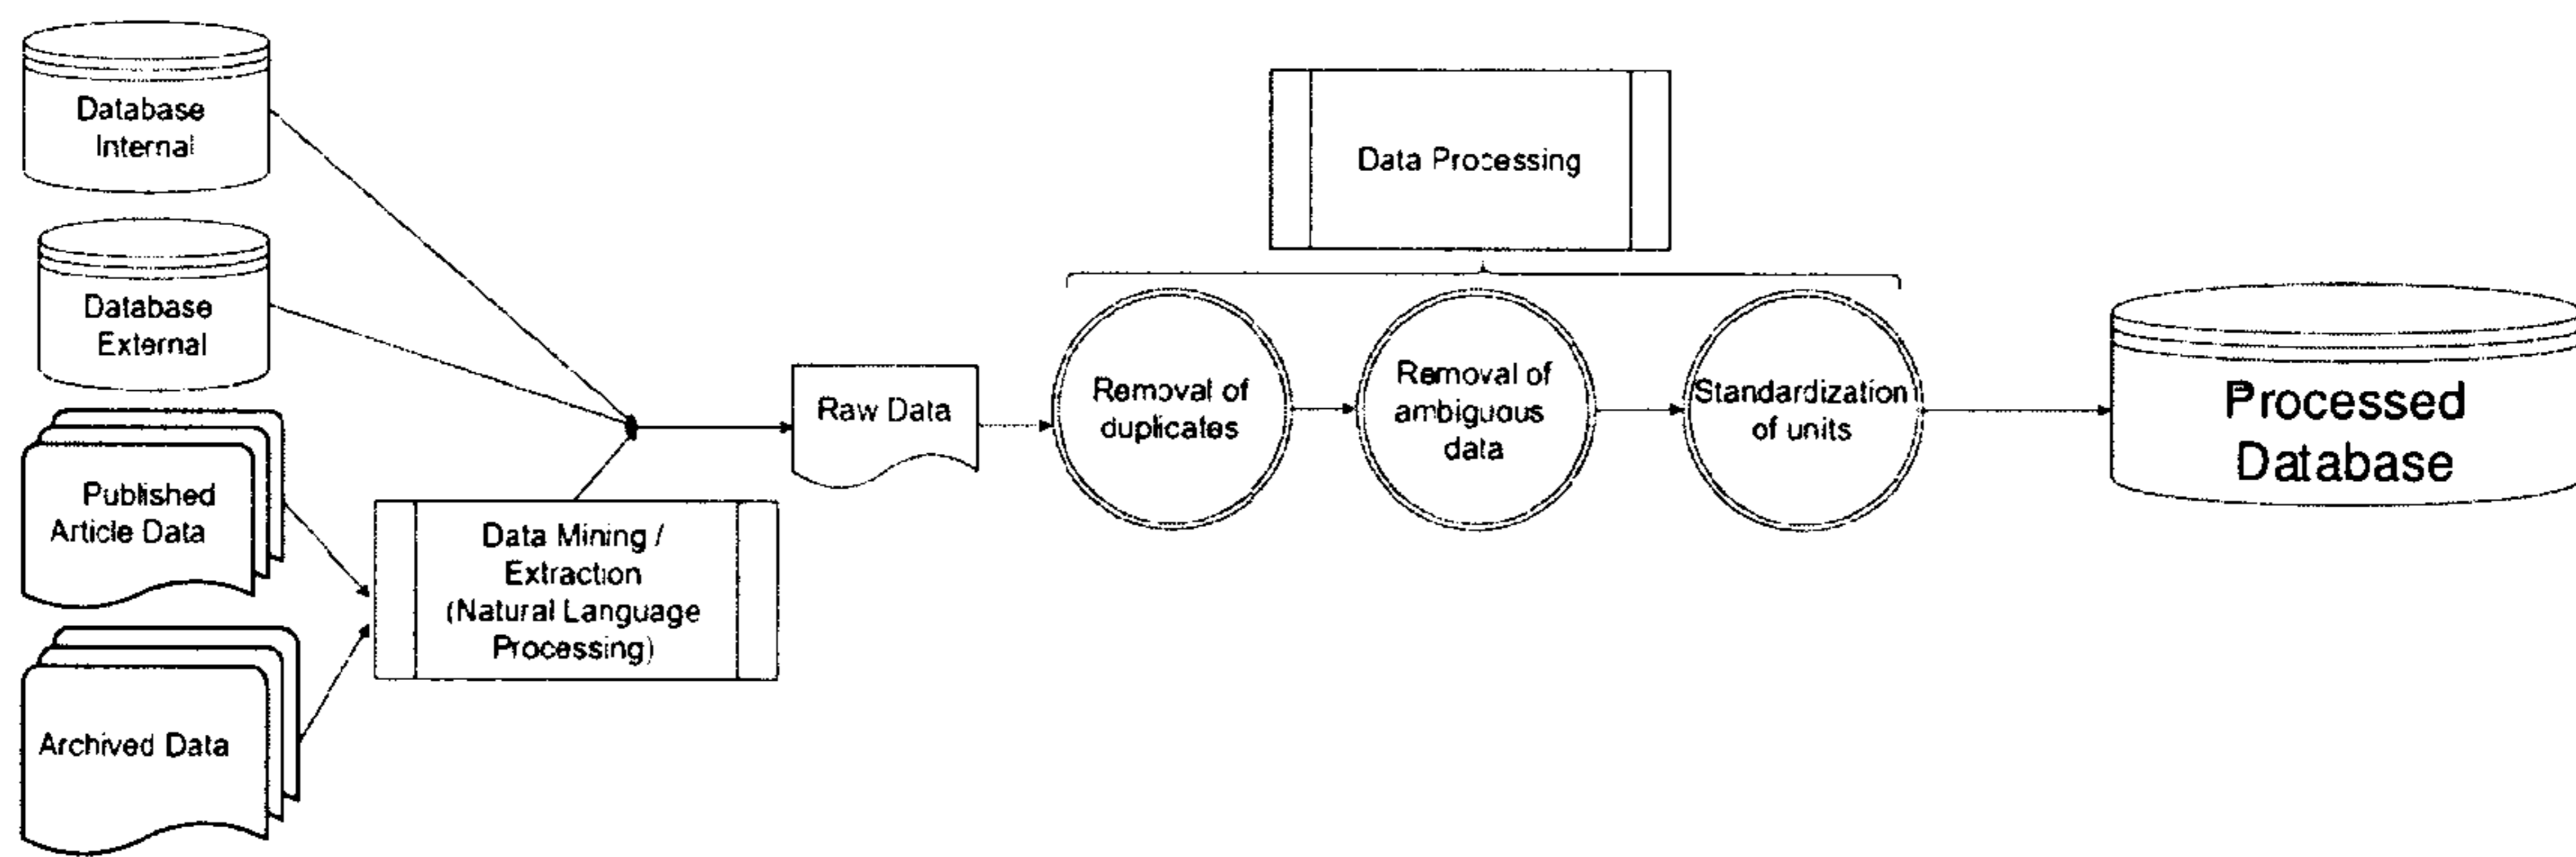 Database
Internal
Database
External
Published
Article Data
Archived Data
Data Mining /
Extraction
(Natural Language
Processing)
Raw Data
Data Processing
Removal of
duplicates
Removal of
ambiguous
data
Standardization
of units
Processed
Database